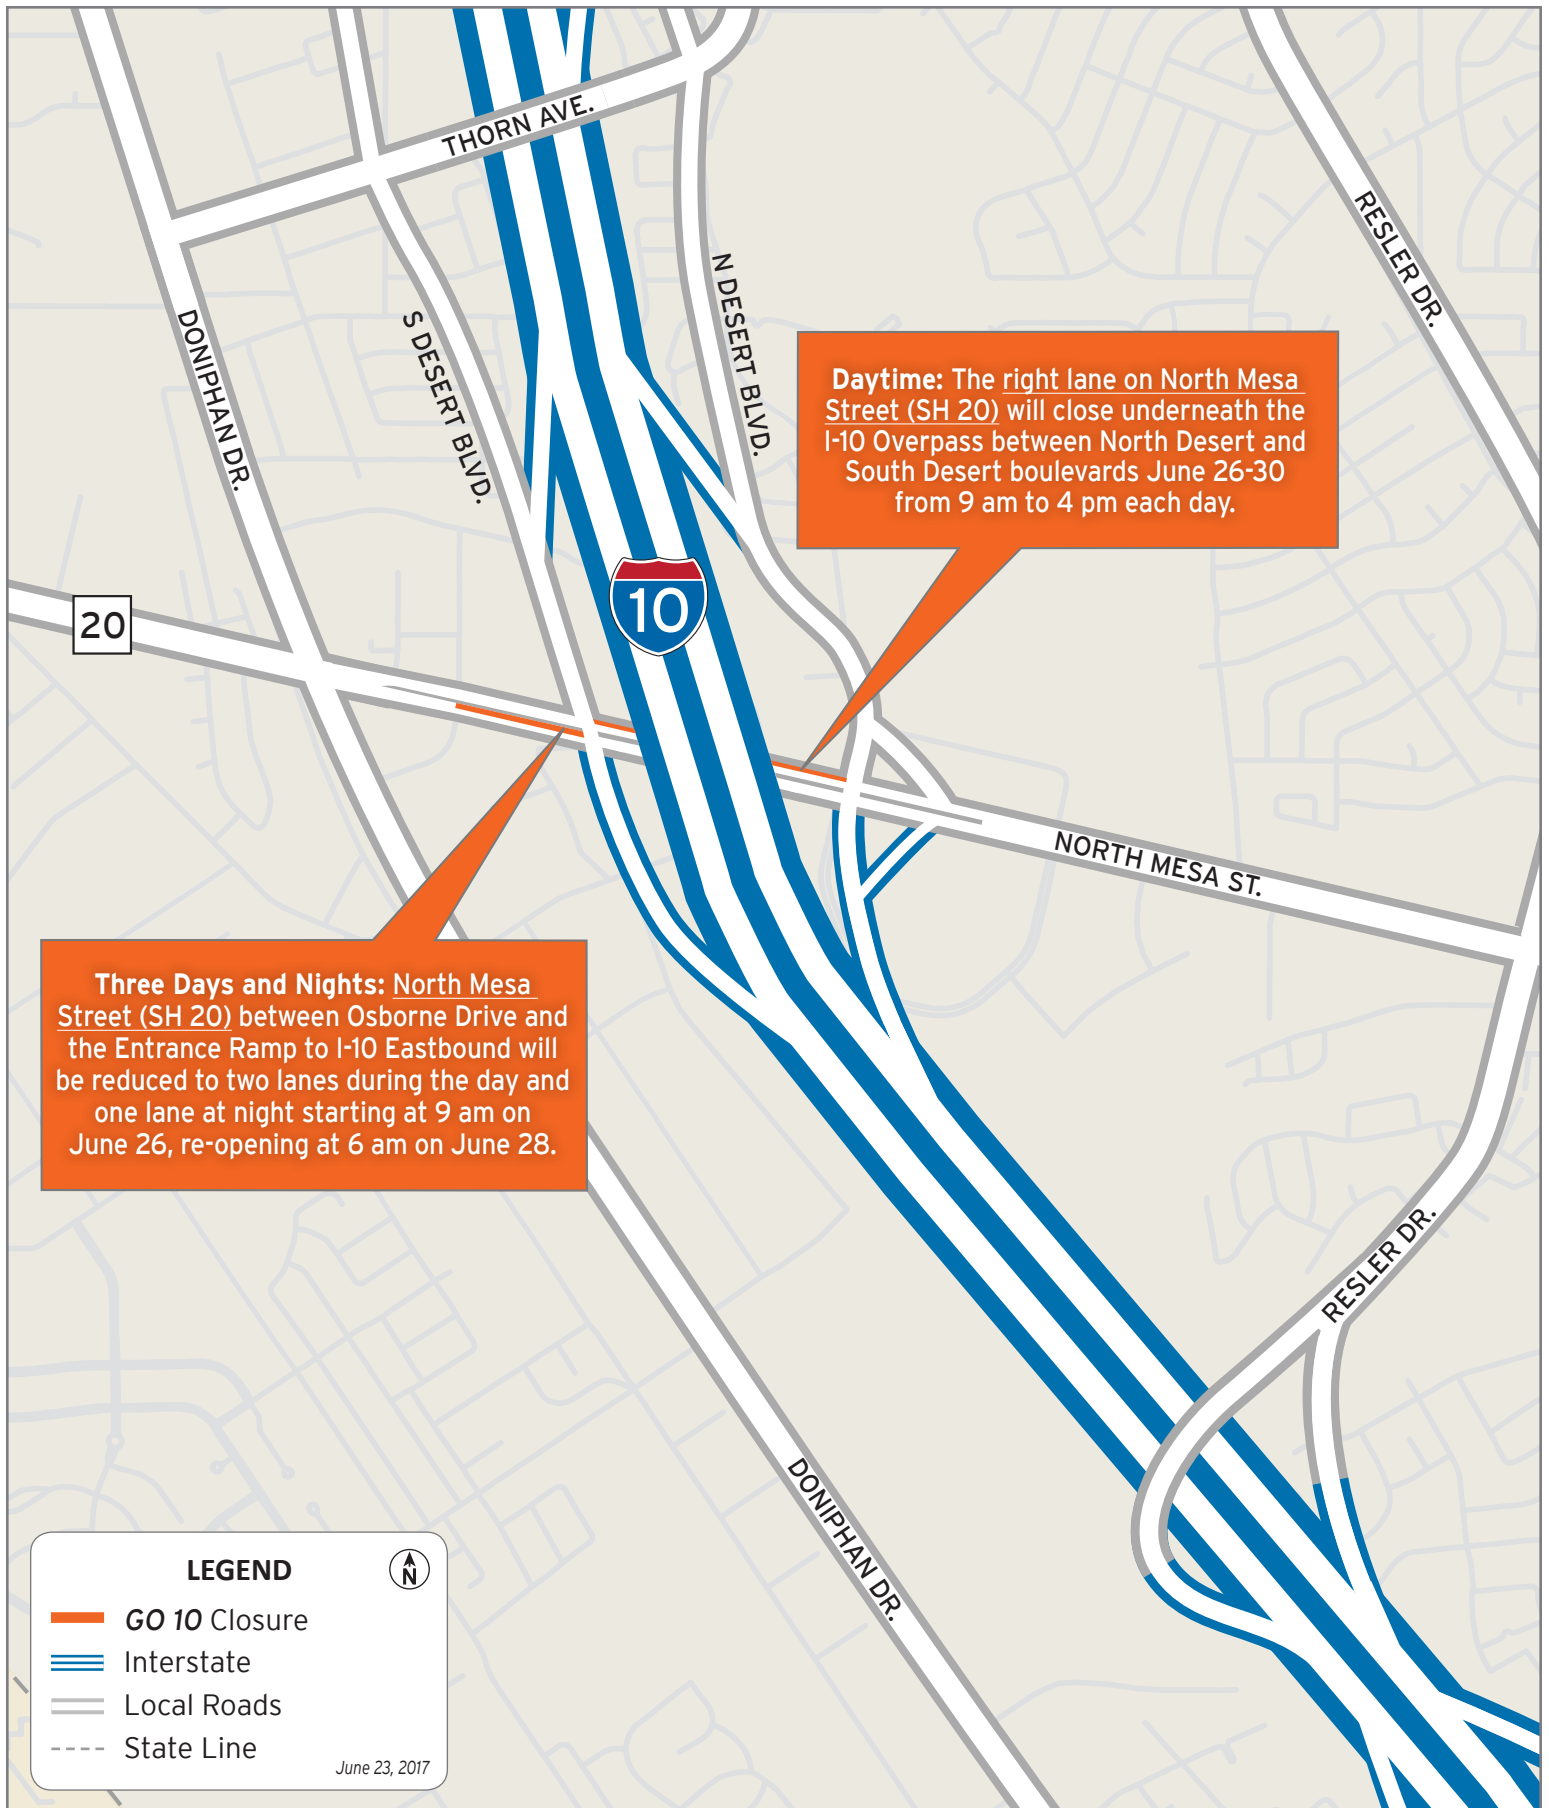 THORN AVE.
RESLER DR.
N DESERT BLVD.
S DESERT BLVD.
DONIPHAN DR.
Daytime: The right lane on North Mesa
Street (SH 20) will close underneath the
I-10 Overpass between North Desert and
South Desert boulevards June 26-30
from 9 am to 4 pm each day.
10
20
NORTH MESA ST.
Three Days and Nights: North Mesa
Street (SH 20) between Osborne Drive and
the Entrance Ramp to I-10 Eastbound will
be reduced to two lanes during the day and
one lane at night starting at 9 am on
June 26, re-opening at 6 am on June 28.
RESLER DR.
DONIPHAN DR.
LEGEND
N
GO 10 Closure
Interstate
Local Roads
State Line
June 23, 2017